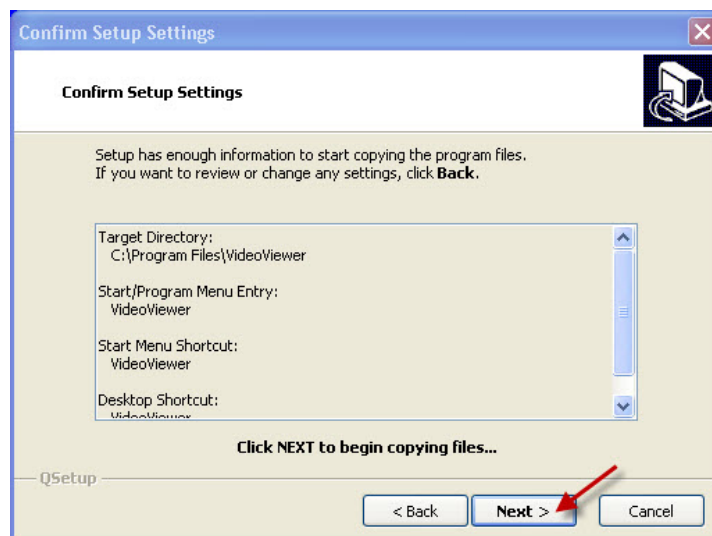 Confirm Setup Settings
Confirm Setup Settings
Setup has enough information to start copying the program files.
If you want to review or change any settings, click Back.
Target Directory:
C:\Program Files\VideoViewer
Start/Program Menu Entry:
VideoViewer
Start Menu Shortcut:
VideoViewer
Desktop Shortcut:
VideoViewer
Click NEXT to begin copying files...
QSetup
< Back
Next >
Cancel